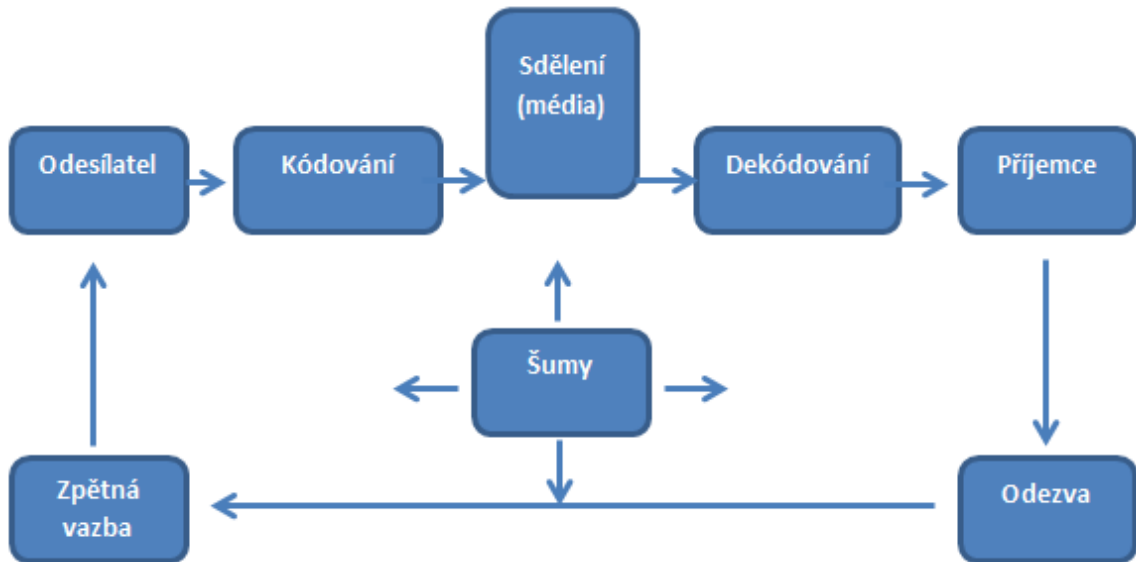 Sdělení
(média)
Odesílatel
Kódování
Dekódování
Příjemce
Šumy
Zpětná
vazba
Odezva